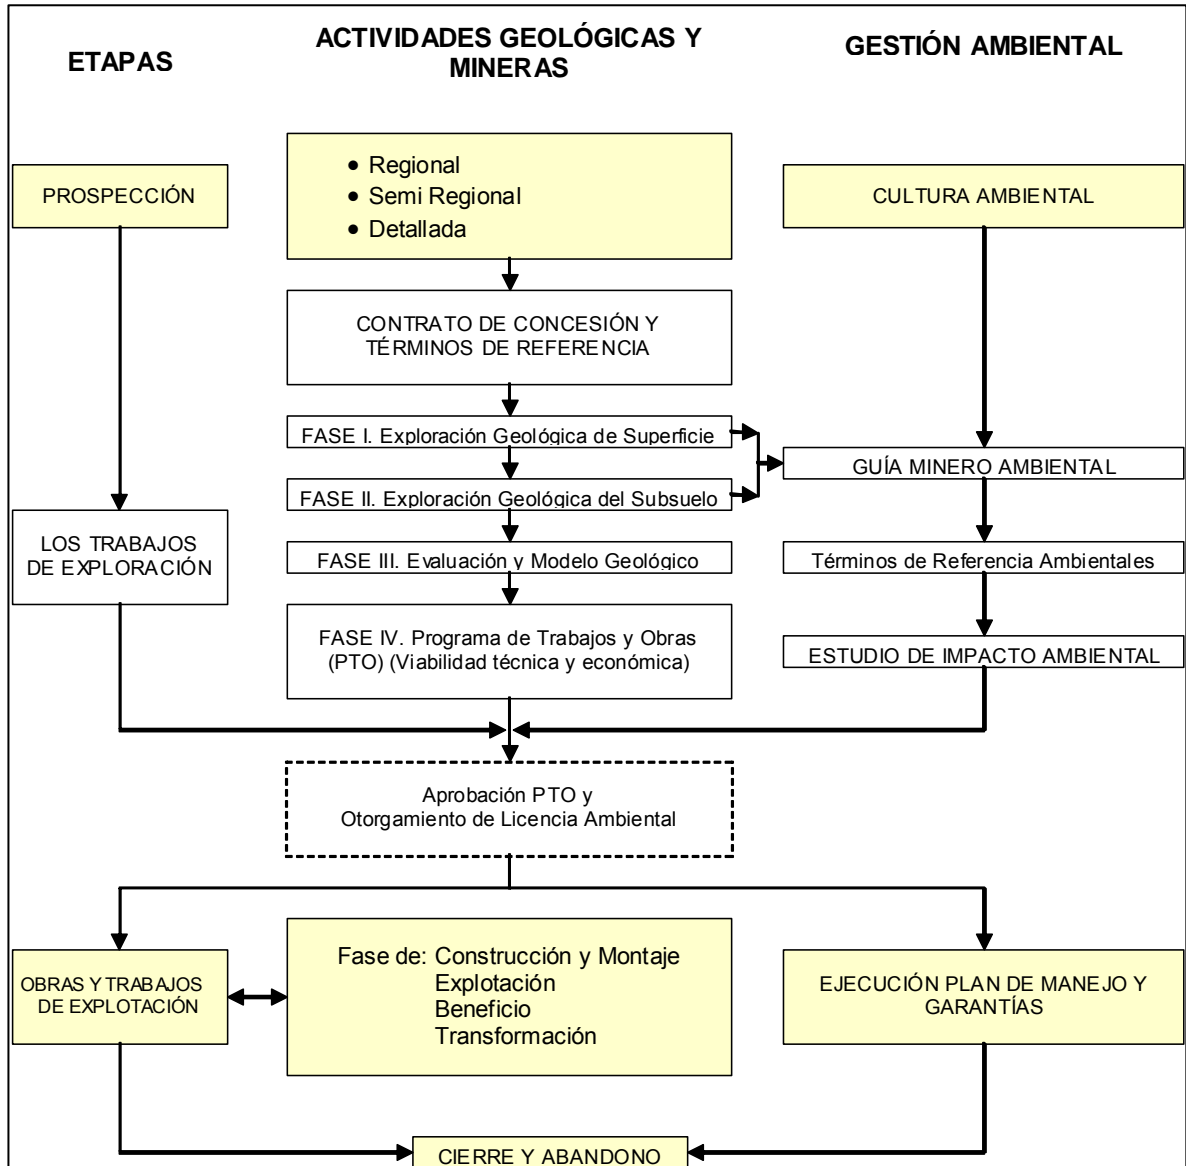 ETAPAS
ACTIVIDADES GEOLÓGICAS Y
MINERAS
GESTIÓN AMBIENTAL
PROSPECCIÓN
• Regional
• Semi Regional
• Detallada
CULTURA AMBIENTAL
CONTRATO DE CONCESIÓN Y
TÉRMINOS DE REFERENCIA
FASE I. Exploración Geológica de Superficie
GUÍA MINERO AMBIENTAL
FASE II. Exploración Geológica del Subsuelo
LOS TRABAJOS
DE EXPLORACIÓN
FASE III. Evaluación y Modelo Geológico
Términos de Referencia Ambientales
FASE IV. Programa de Trabajos y Obras
(PTO) (Viabilidad técnica y económica)
ESTUDIO DE IMPACTO AMBIENTAL
Aprobación PTO y
Otorgamiento de Licencia Ambiental
OBRAS Y TRABAJOS
DE EXPLOTACIÓN
Fase de: Construcción y Montaje
Explotación
Beneficio
Transformación
EJECUCIÓN PLAN DE MANEJO Y
GARANTÍAS
CIERRE Y ABANDONO